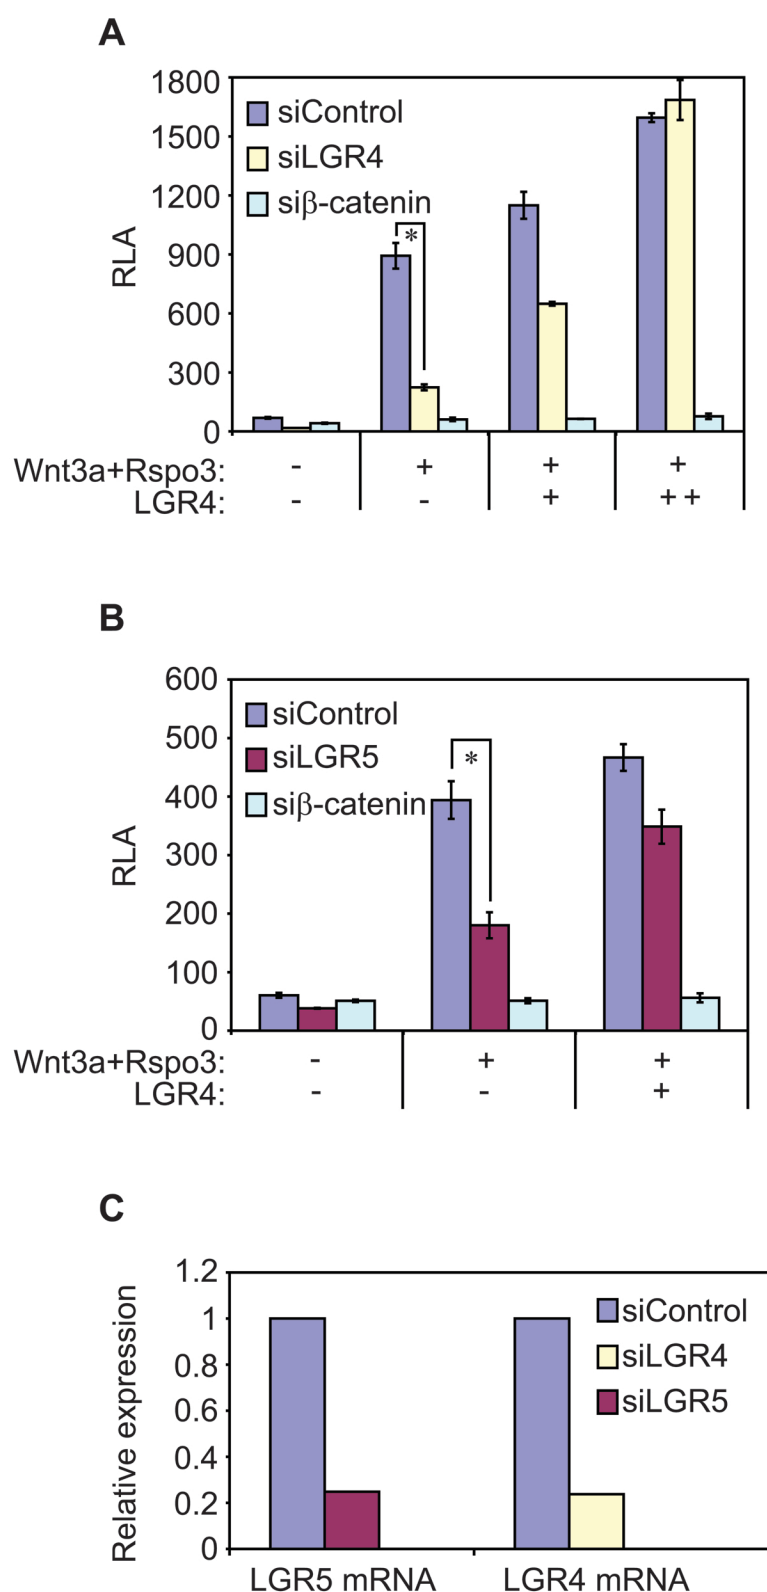 A
1800
1500
1200
900
600
300
0
RLA
siControl
siLGR4
siβ-catenin
*
Wnt3a+Rspo3: - + + +
LGR4: - - + ++
B
600
500
400
300
200
100
0
RLA
siControl
siLGR5
siβ-catenin
*
Wnt3a+Rspo3: - + +
LGR4: - - +
C
1.2
1
0.8
0.6
0.4
0.2
0
Relative expression
siControl
siLGR4
siLGR5
LGR5 mRNA LGR4 mRNA